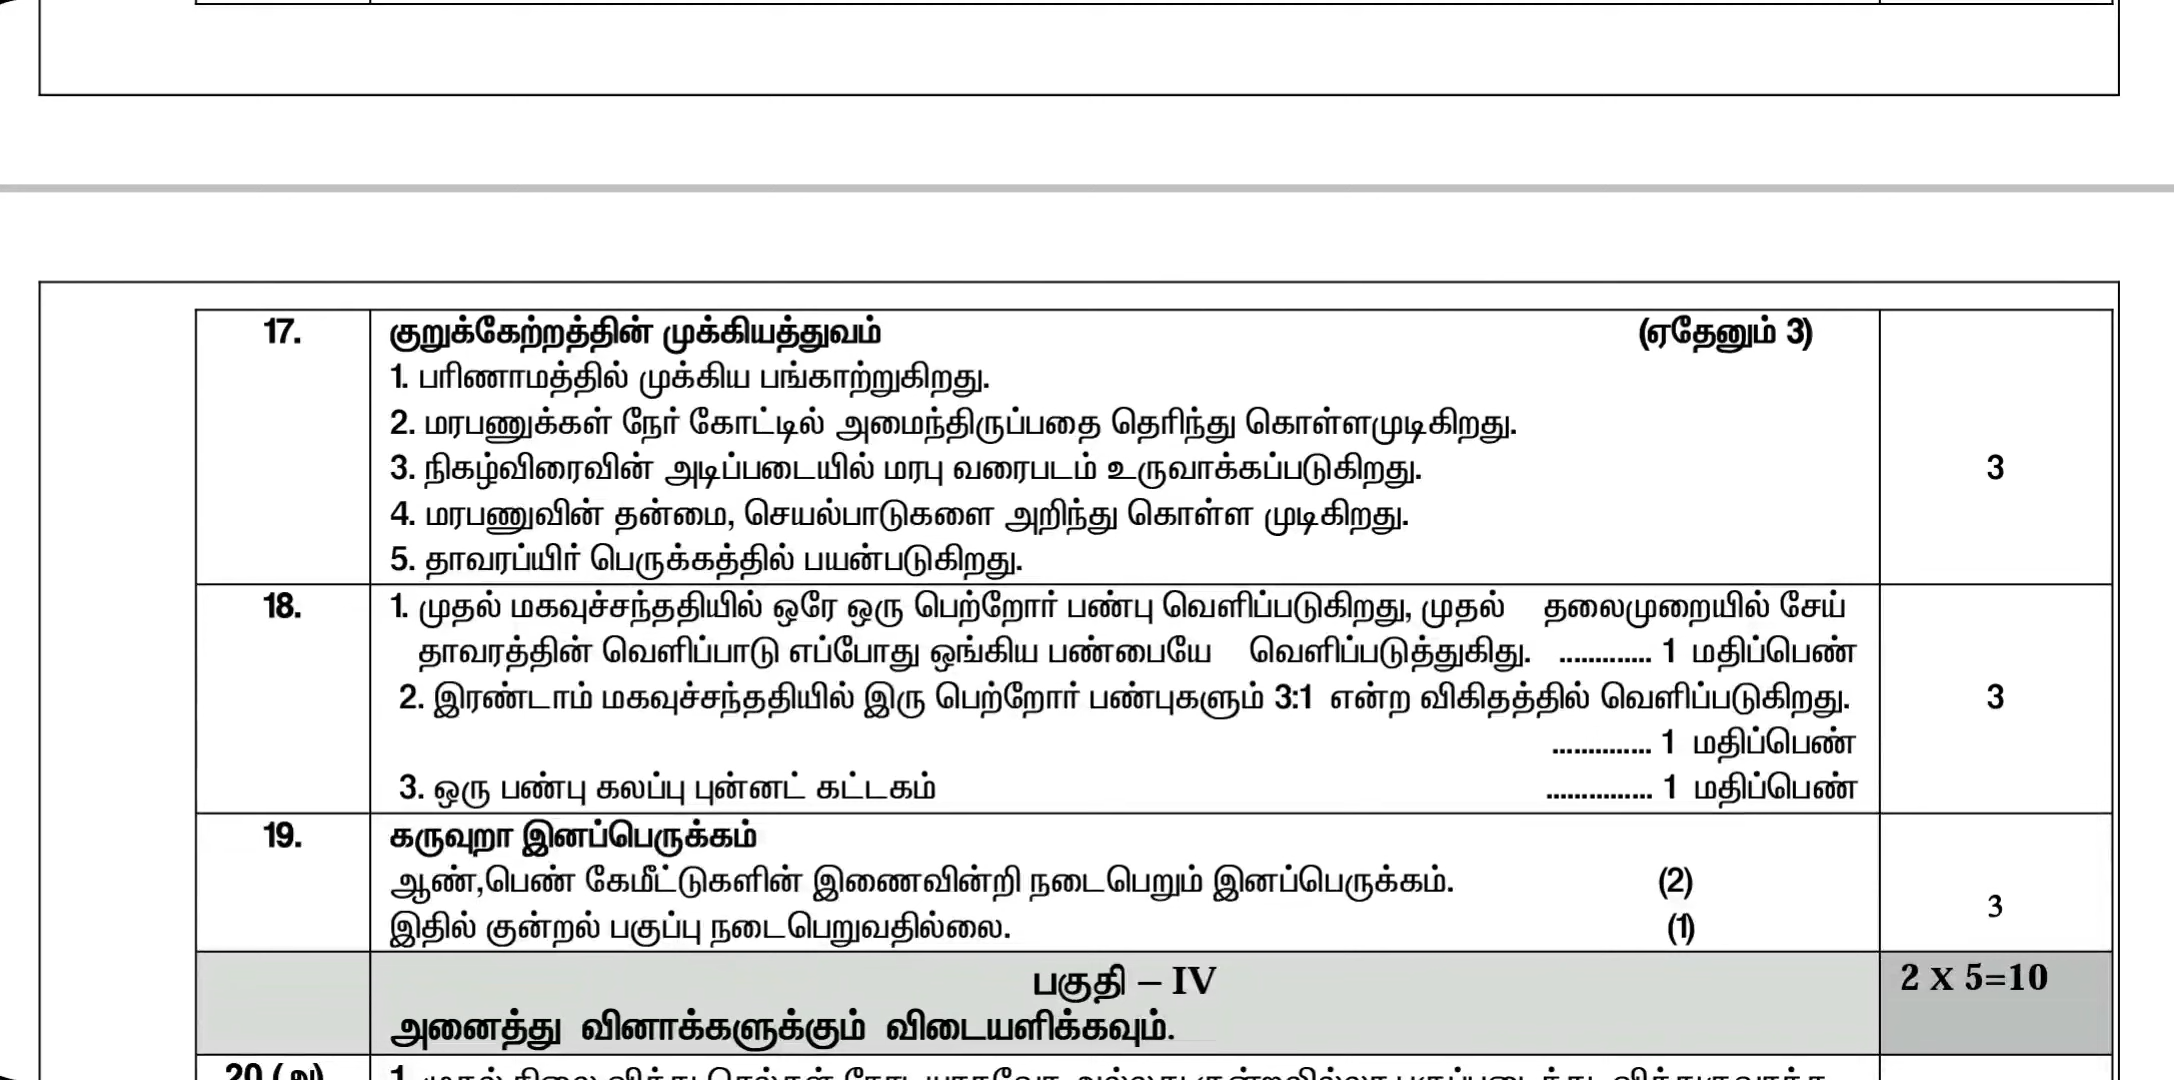 17. குறுக்கேற்றத்தின் முக்கியத்துவம் (ஏதேனும் 3)
1. பரிணாமத்தில் முக்கிய பங்காற்றுகிறது.
2. மரபணுக்கள் நேர் கோட்டில் அமைந்திருப்பதை தெரிந்து கொள்ளமுடிகிறது.
3. நிகழ்விரைவின் அடிப்படையில் மரபு வரைபடம் உருவாக்கப்படுகிறது. 3
4. மரபணுவின் தன்மை, செயல்பாடுகளை அறிந்து கொள்ள முடிகிறது.
5. தாவரப்யிர் பெருக்கத்தில் பயன்படுகிறது.
18. 1. முதல் மகவுச்சந்ததியில் ஒரே ஒரு பெற்றோர் பண்பு வெளிப்படுகிறது, முதல் தலைமுறையில் சேய்
தாவரத்தின் வெளிப்பாடு எப்போது ஒங்கிய பண்பையே வெளிப்படுத்துகிது. ............. 1 மதிப்பெண்
2. இரண்டாம் மகவுச்சந்ததியில் இரு பெற்றோர் பண்புகளும் 3:1 என்ற விகிதத்தில் வெளிப்படுகிறது. 3
.............. 1 மதிப்பெண்
3. ஒரு பண்பு கலப்பு புன்னட் கட்டகம் ............... 1 மதிப்பெண்
19. கருவுறா இனப்பெருக்கம்
ஆண்,பெண் கேமீட்டுகளின் இணைவின்றி நடைபெறும் இனப்பெருக்கம். (2)
இதில் குன்றல் பகுப்பு நடைபெறுவதில்லை. (1) 3
பகுதி – IV 2 X 5=10
அனைத்து வினாக்களுக்கும் விடையளிக்கவும்.
20 (அ) 1. முதல் நிலை வித்து செல்கள்